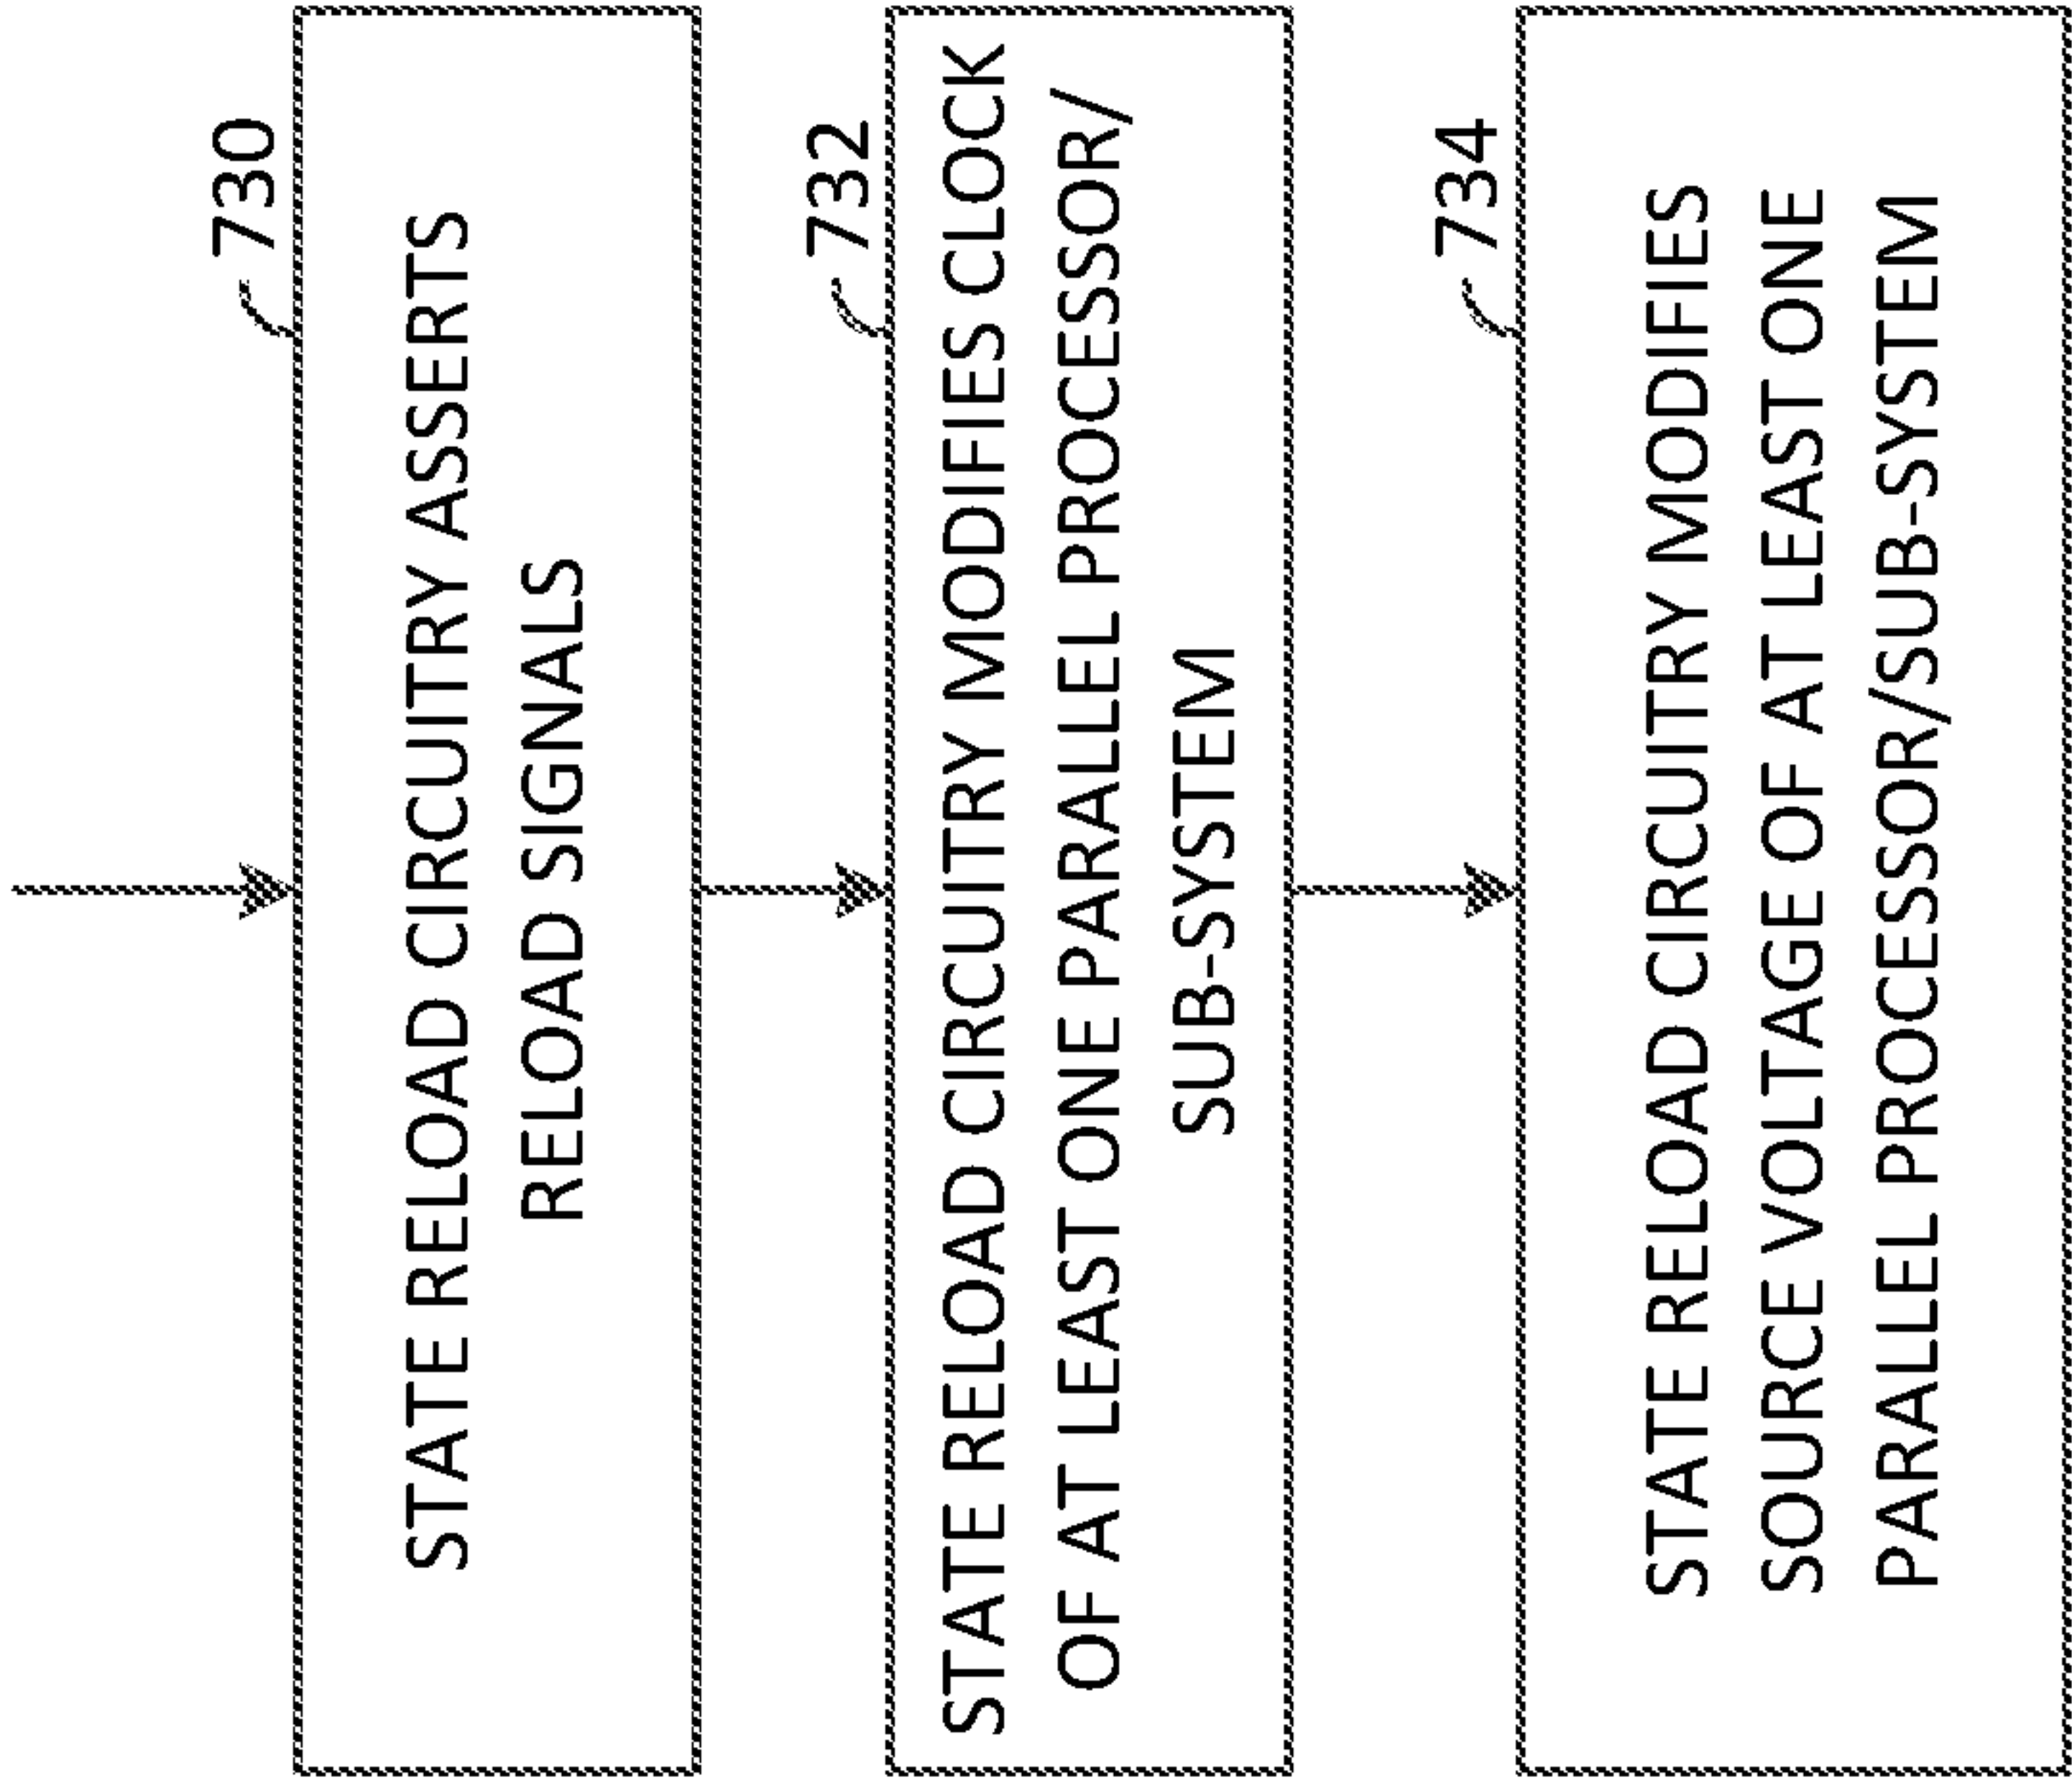 730
STATE RELOAD CIRCUITRY ASSERTS
RELOAD SIGNALS
732
STATE RELOAD CIRCUITRY MODIFIES CLOCK
OF AT LEAST ONE PARALLEL PROCESSOR/
SUB-SYSTEM
734
STATE RELOAD CIRCUITRY MODIFIES
SOURCE VOLTAGE OF AT LEAST ONE
PARALLEL PROCESSOR/SUB-SYSTEM